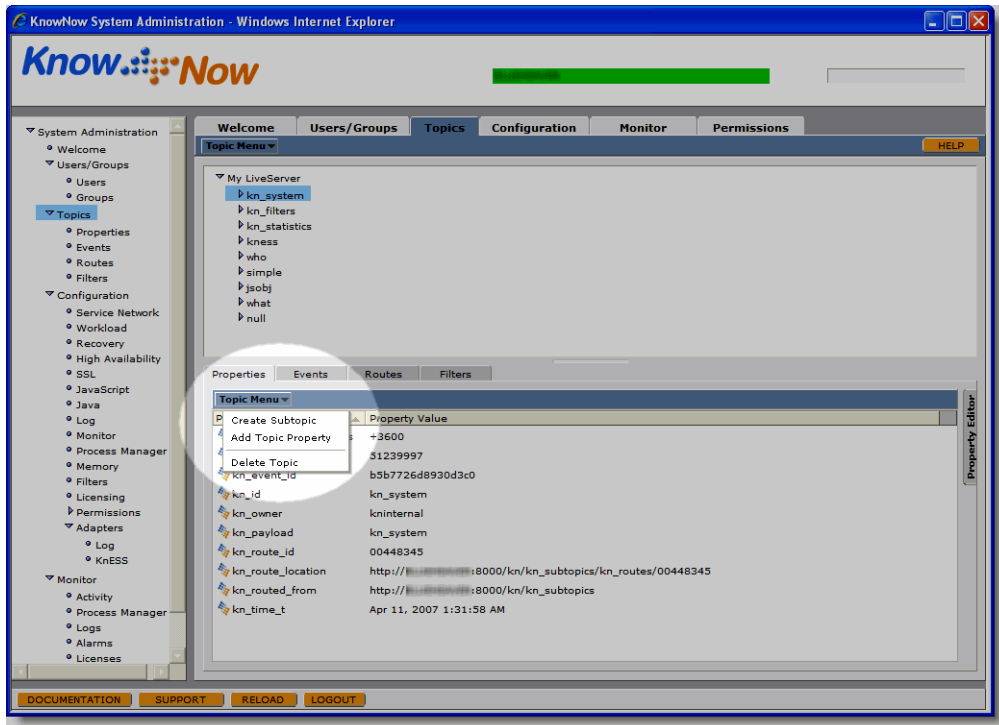 KnowNow System Administration - Windows Internet Explorer
Know Now
Welcome Users/Groups Topics Configuration Monitor Permissions
Topic Menu HELP
System Administration
Welcome
Users/Groups
Users
Groups
Topics
Properties
Events
Routes
Filters
Configuration
Service Network
Workload
Recovery
High Availability
SSL
JavaScript
Java
Log
Monitor
Process Manager
Memory
Filters
Licensing
Permissions
Adapters
Log
KnESS
Monitor
Activity
Process Manager
Logs
Alarms
Licenses
My LiveServer
kn_system
kn_filters
kn_statistics
kness
who
simple
jsobj
what
null
Properties Events Routes Filters
Topic Menu
Create Subtopic
Add Topic Property
Delete Topic
P Property Value
s +3600
31239997
kn_event_id b5b7726d8930d3c0
kn_id kn_system
kn_owner kninternal
kn_payload kn_system
kn_route_id 00448345
kn_route_location http:// :8000/kn/kn_subtopics/kn_routes/00448345
kn_routed_from http:// :8000/kn/kn_subtopics
kn_time_t Apr 11, 2007 1:31:58 AM
Property Editor
DOCUMENTATION SUPPORT RELOAD LOGOUT